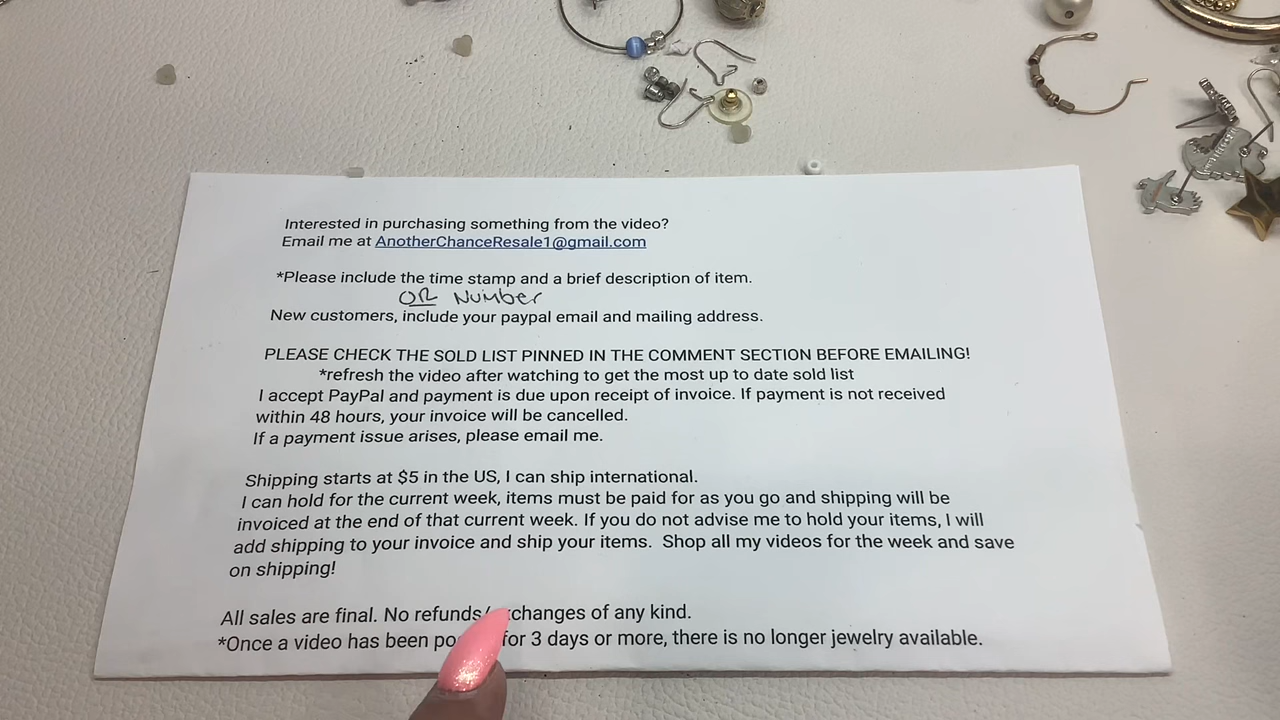 Interested in purchasing something from the video?
Email me at AnotherChanceResale1@gmail.com
*Please include the time stamp and a brief description of item.
OR Number
New customers, include your paypal email and mailing address.
PLEASE CHECK THE SOLD LIST PINNED IN THE COMMENT SECTION BEFORE EMAILING!
*refresh the video after watching to get the most up to date sold list
I accept PayPal and payment is due upon receipt of invoice. If payment is not received
within 48 hours, your invoice will be cancelled.
If a payment issue arises, please email me.
Shipping starts at $5 in the US, I can ship international.
I can hold for the current week, items must be paid for as you go and shipping will be
invoiced at the end of that current week. If you do not advise me to hold your items, I will
add shipping to your invoice and ship your items. Shop all my videos for the week and save
on shipping!
All sales are final. No refunds/exchanges of any kind.
*Once a video has been for 3 days or more, there is no longer jewelry available.